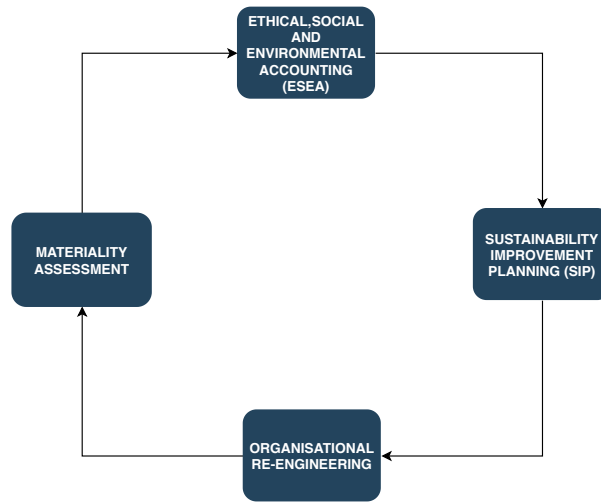 ETHICAL,SOCIAL
AND
ENVIRONMENTAL
ACCOUNTING
(ESEA)
MATERIALITY
ASSESSMENT
SUSTAINABILITY
IMPROVEMENT
PLANNING (SIP)
ORGANISATIONAL
RE-ENGINEERING